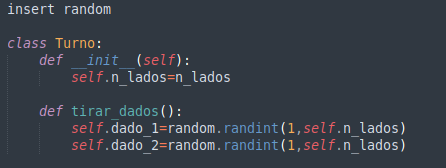 insert random
class Turno:
    def __init__(self):
        self.n_lados=n_lados
    def tirar_dados():
        self.dado_1=random.randint(1,self.n_lados)
        self.dado_2=random.randint(1,self.n_lados)